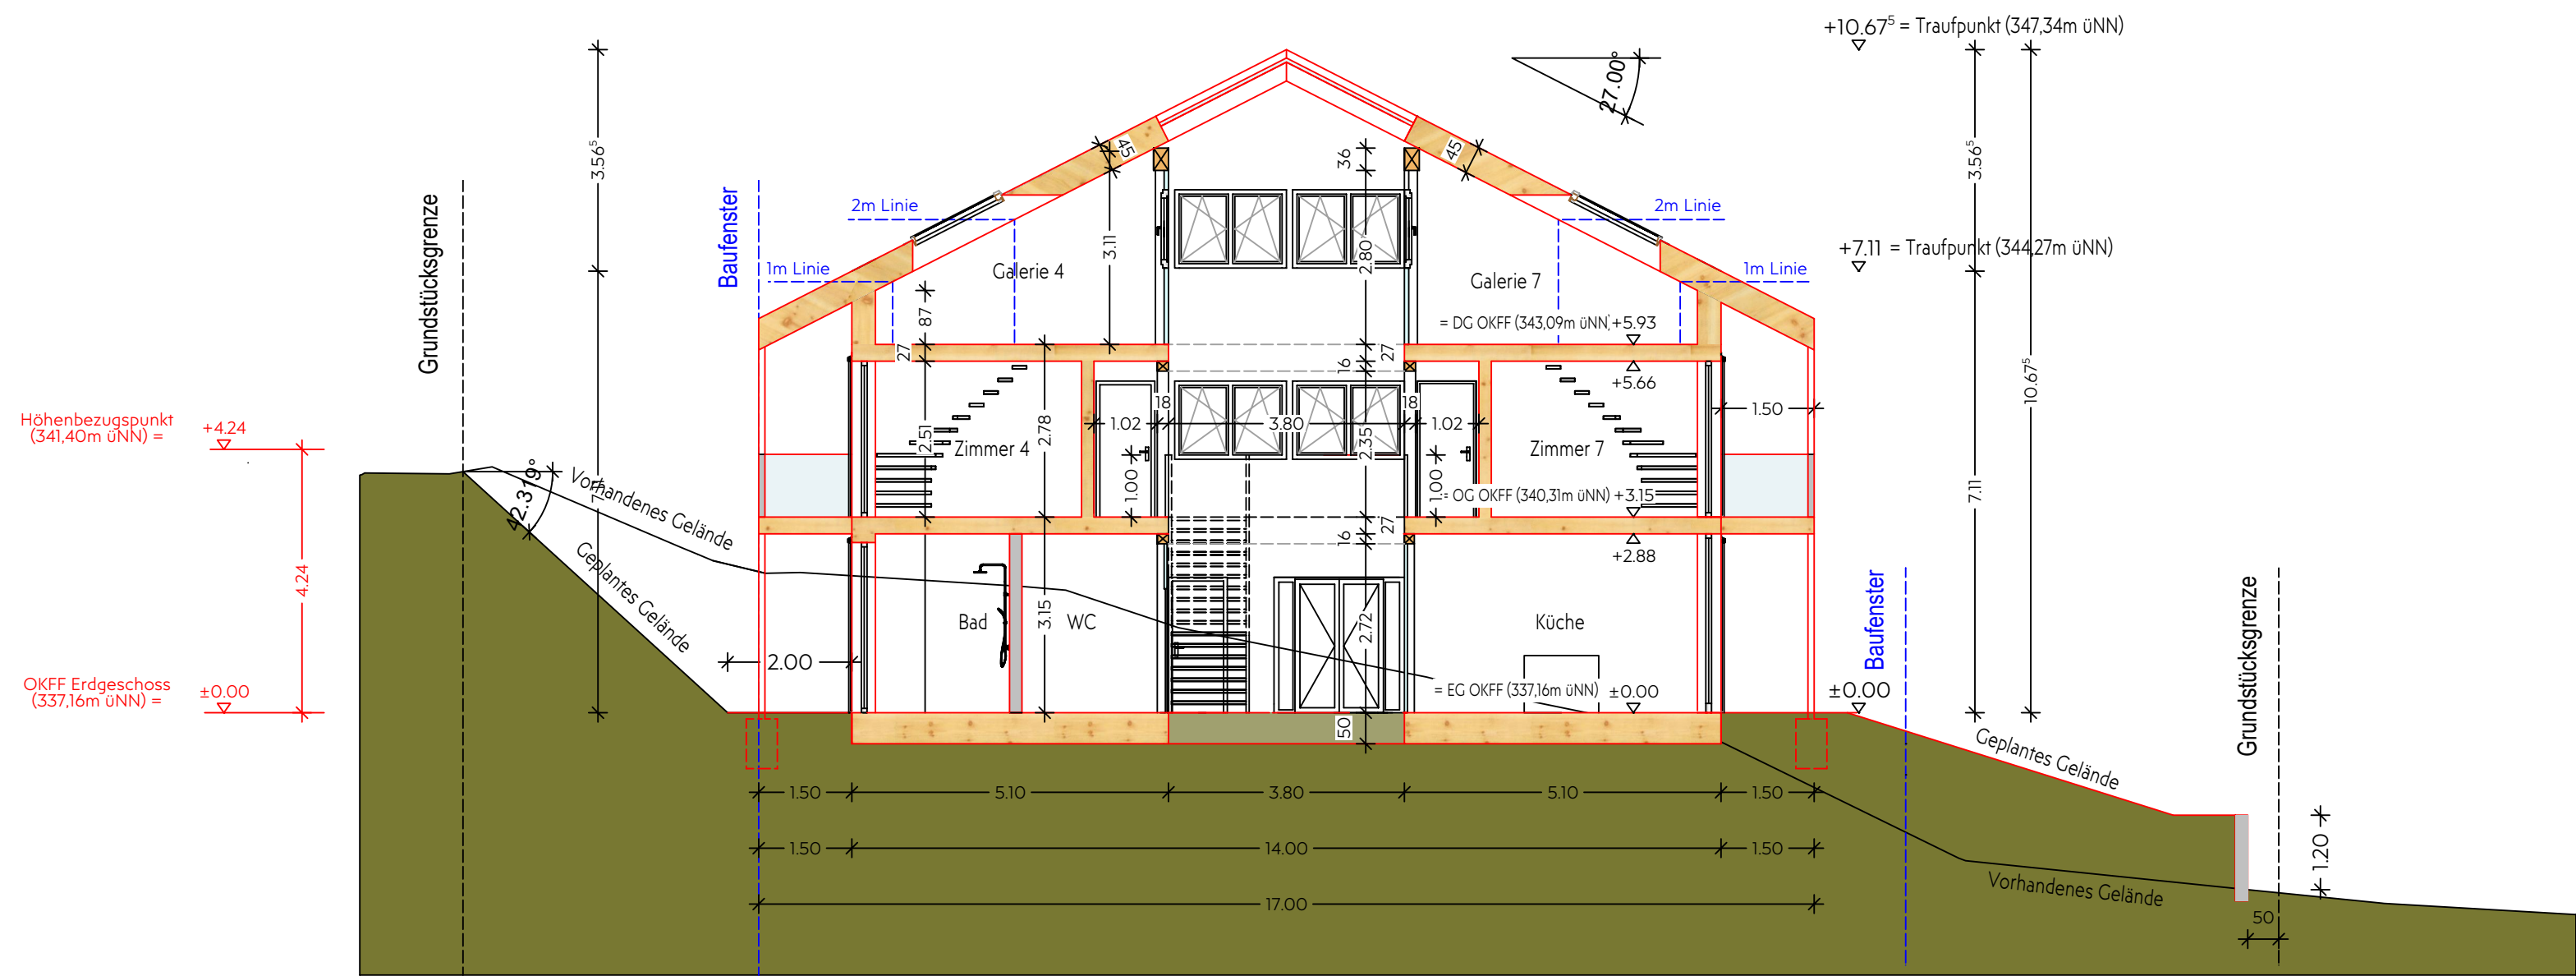 +10.67⁵ = Traufpunkt (347,34m üNN)
27.00°
3.56⁵
3.56⁵
45
45
36
Grundstücksgrenze
Baufenster
2m Linie
2m Linie
3.11
2.80
+7.11 = Traufpunkt (344,27m üNN)
1m Linie
1m Linie
Galerie 4
Galerie 7
87
= DG OKFF (343,09m üNN) +5.93
27
27
16
+5.66
10.67⁵
Höhenbezugspunkt
(341,40m üNN) =
+4.24
18
18
1.02
3.80
1.02
1.50
2.51
2.78
2.35
Zimmer 4
Zimmer 7
42.319°
Vorhandenes Gelände
7.11
1.00
1.00
= OG OKFF (340,31m üNN) +3.15
7.11
27
16
+2.88
Geplantes Gelände
4.24
Bad
WC
3.15
2.72
Küche
Baufenster
Grundstücksgrenze
2.00
OKFF Erdgeschoss
(337,16m üNN) =
±0.00
= EG OKFF (337,16m üNN) ±0.00
±0.00
50
Geplantes Gelände
1.50
5.10
3.80
5.10
1.50
1.50
14.00
1.50
1.20
Vorhandenes Gelände
17.00
50